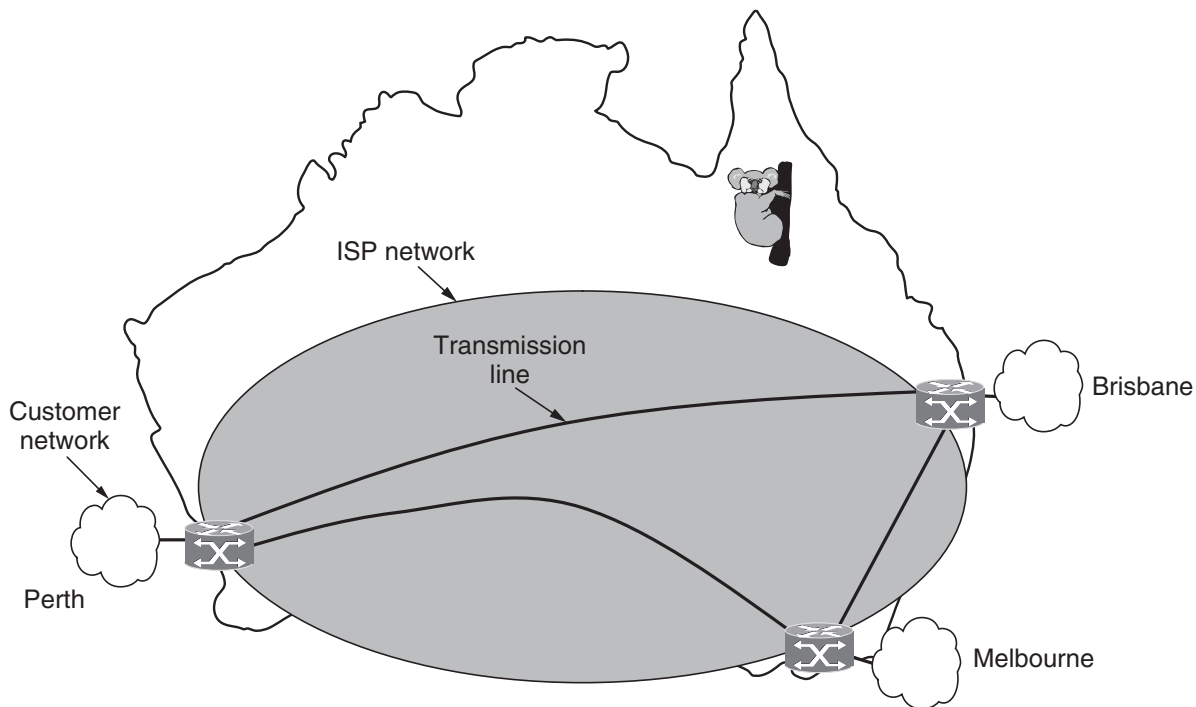 ISP network
Transmission
line
Brisbane
Customer
network
Perth
Melbourne